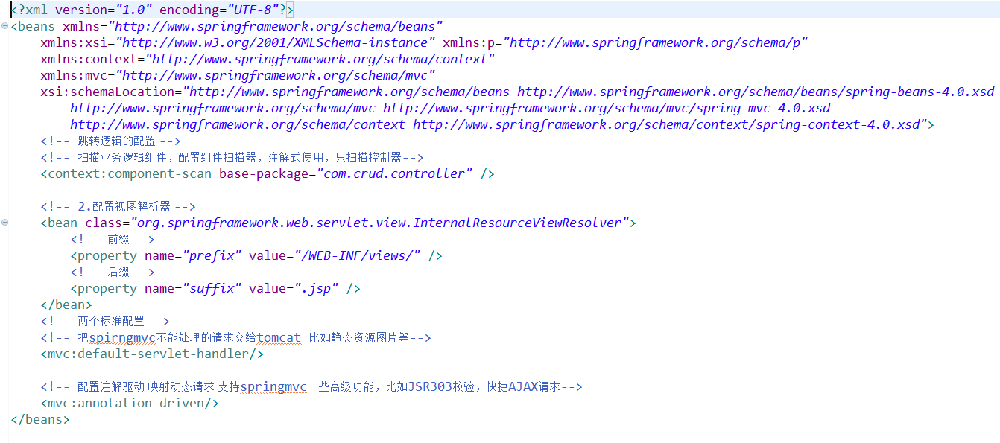 <?xml version="1.0" encoding="UTF-8"?>
<beans xmlns="http://www.springframework.org/schema/beans"
xmlns:xsi="http://www.w3.org/2001/XMLSchema-instance" xmlns:p="http://www.springframework.org/schema/p"
xmlns:context="http://www.springframework.org/schema/context"
xmlns:mvc="http://www.springframework.org/schema/mvc"
xsi:schemaLocation="http://www.springframework.org/schema/beans http://www.springframework.org/schema/beans/spring-beans-4.0.xsd
http://www.springframework.org/schema/mvc http://www.springframework.org/schema/mvc/spring-mvc-4.0.xsd
http://www.springframework.org/schema/context http://www.springframework.org/schema/context/spring-context-4.0.xsd">
<!-- 跳转逻辑的配置 -->
<!-- 扫描业务逻辑组件，配置组件扫描器，注解式使用，只扫描控制器-->
<context:component-scan base-package="com.crud.controller" />
<!-- 2.配置视图解析器 -->
<bean class="org.springframework.web.servlet.view.InternalResourceViewResolver">
<!-- 前缀 -->
<property name="prefix" value="/WEB-INF/views/" />
<!-- 后缀 -->
<property name="suffix" value=".jsp" />
</bean>
<!-- 两个标准配置 -->
<!-- 把spirngmvc不能处理的请求交给tomcat 比如静态资源图片等-->
<mvc:default-servlet-handler/>
<!-- 配置注解驱动 映射动态请求 支持springmvc一些高级功能，比如JSR303校验，快捷AJAX请求-->
<mvc:annotation-driven/>
</beans>